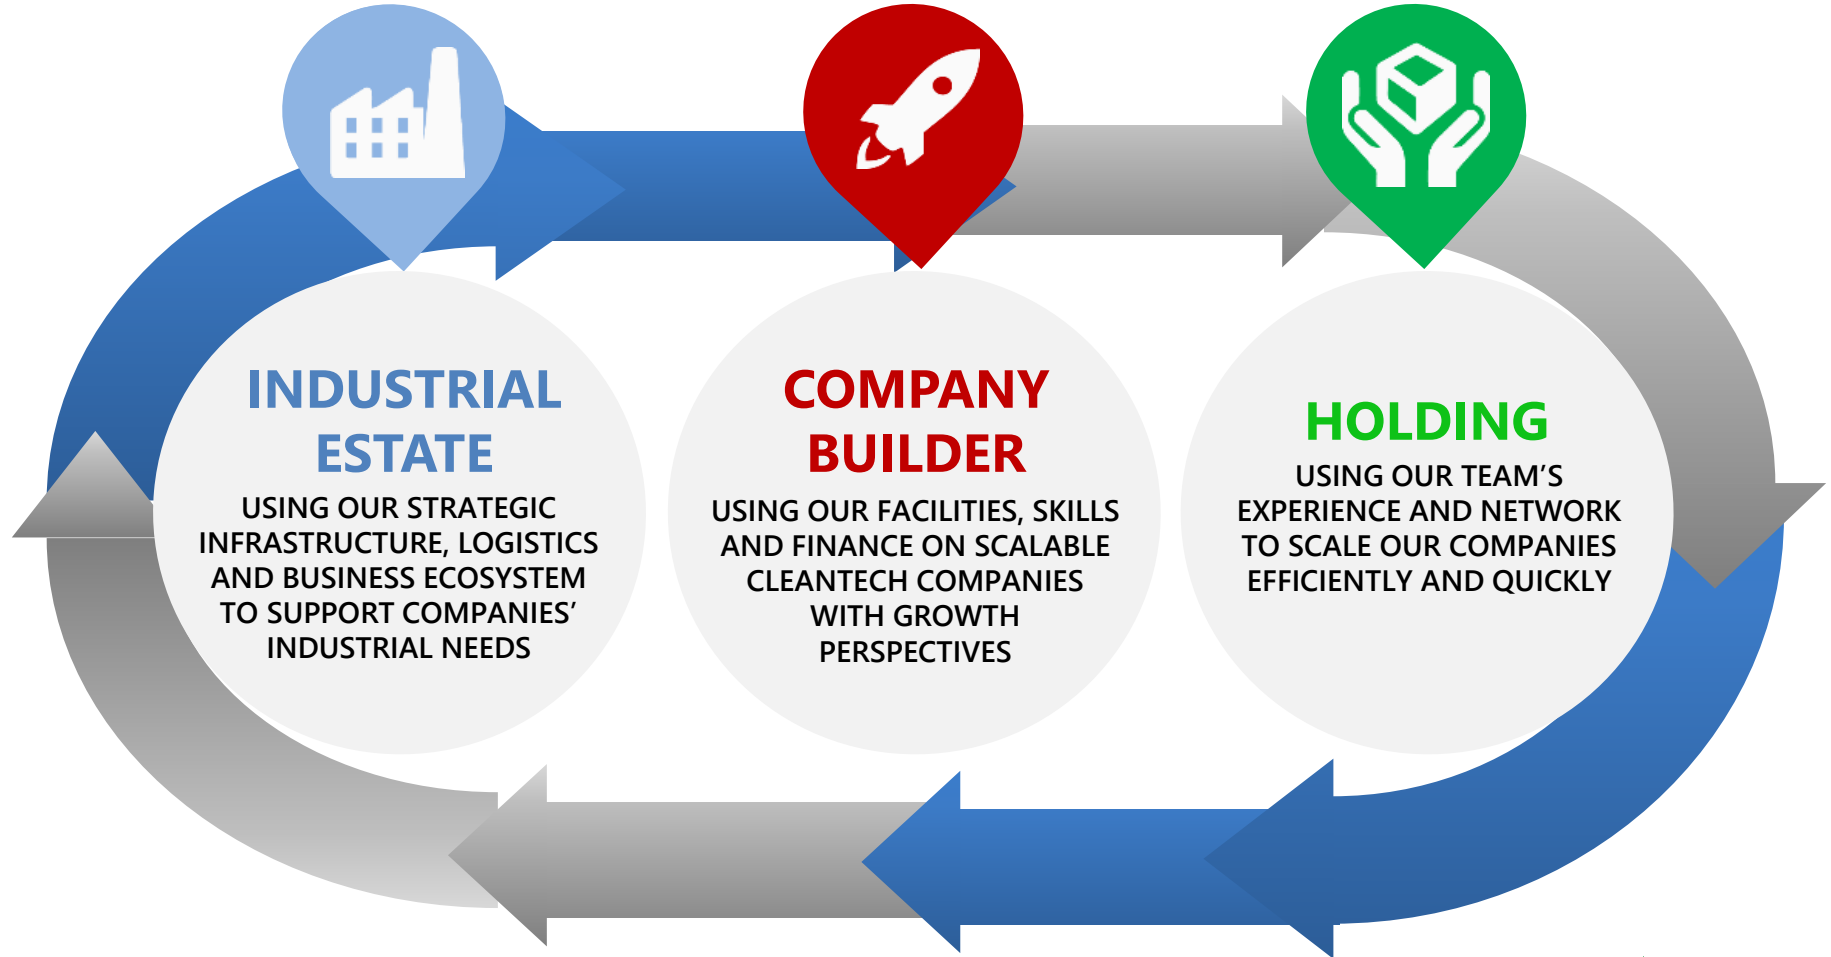 INDUSTRIAL
ESTATE
USING OUR STRATEGIC
INFRASTRUCTURE, LOGISTICS
AND BUSINESS ECOSYSTEM
TO SUPPORT COMPANIES’
INDUSTRIAL NEEDS
COMPANY
BUILDER
USING OUR FACILITIES, SKILLS
AND FINANCE ON SCALABLE
CLEANTECH COMPANIES
WITH GROWTH
PERSPECTIVES
HOLDING
USING OUR TEAM’S
EXPERIENCE AND NETWORK
TO SCALE OUR COMPANIES
EFFICIENTLY AND QUICKLY